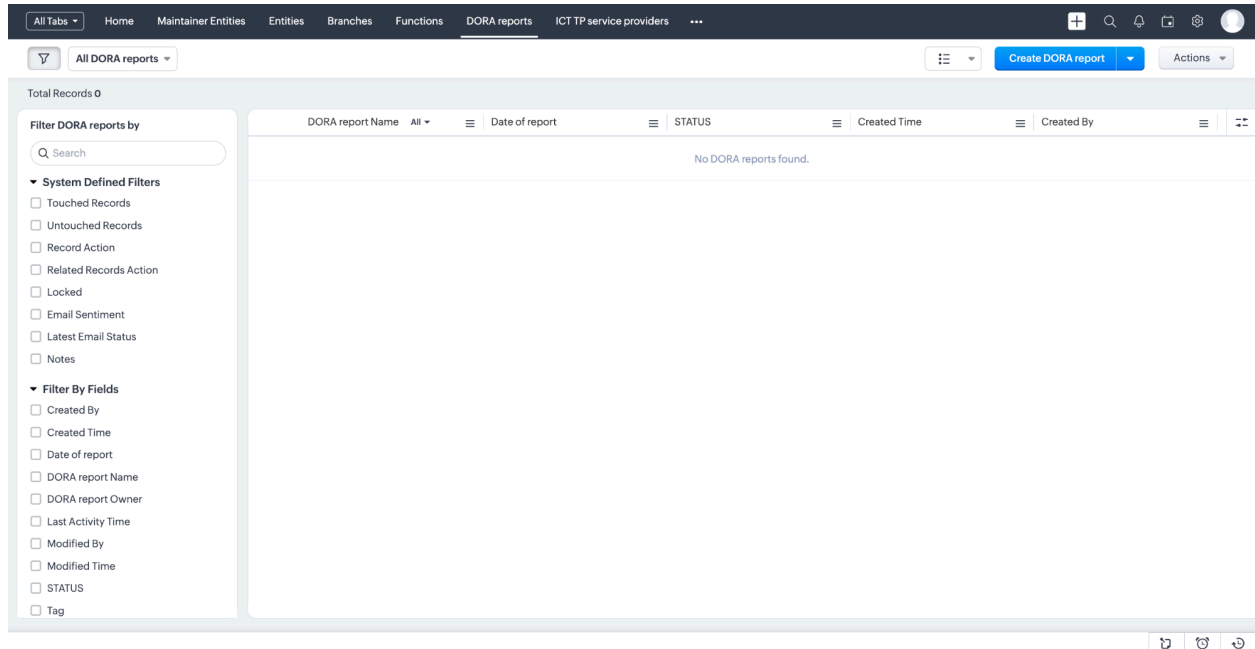 All Tabs Home Maintainer Entities Entities Branches Functions DORA reports ICT TP service providers •••
All DORA reports Create DORA report Actions
Total Records 0
Filter DORA reports by
Search
System Defined Filters
Touched Records
Untouched Records
Record Action
Related Records Action
Locked
Email Sentiment
Latest Email Status
Notes
Filter By Fields
Created By
Created Time
Date of report
DORA report Name
DORA report Owner
Last Activity Time
Modified By
Modified Time
STATUS
Tag
DORA report Name All Date of report STATUS Created Time Created By
No DORA reports found.